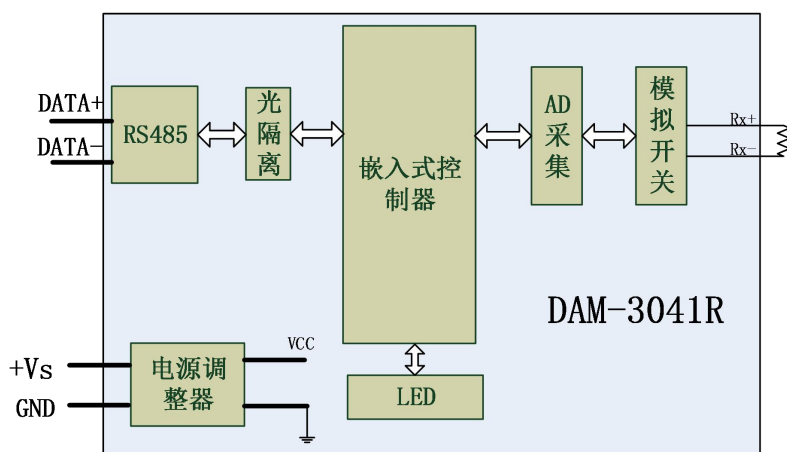 DATA+
DATA-
RS485
光
隔
离
嵌入式控
制器
AD
采
集
模
拟
开
关
Rx+
Rx-
DAM-3041R
+Vs
GND
电源调
整器
VCC
LED